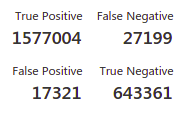 True Positive False Negative
1577004 27199
False Positive True Negative
17321 643361